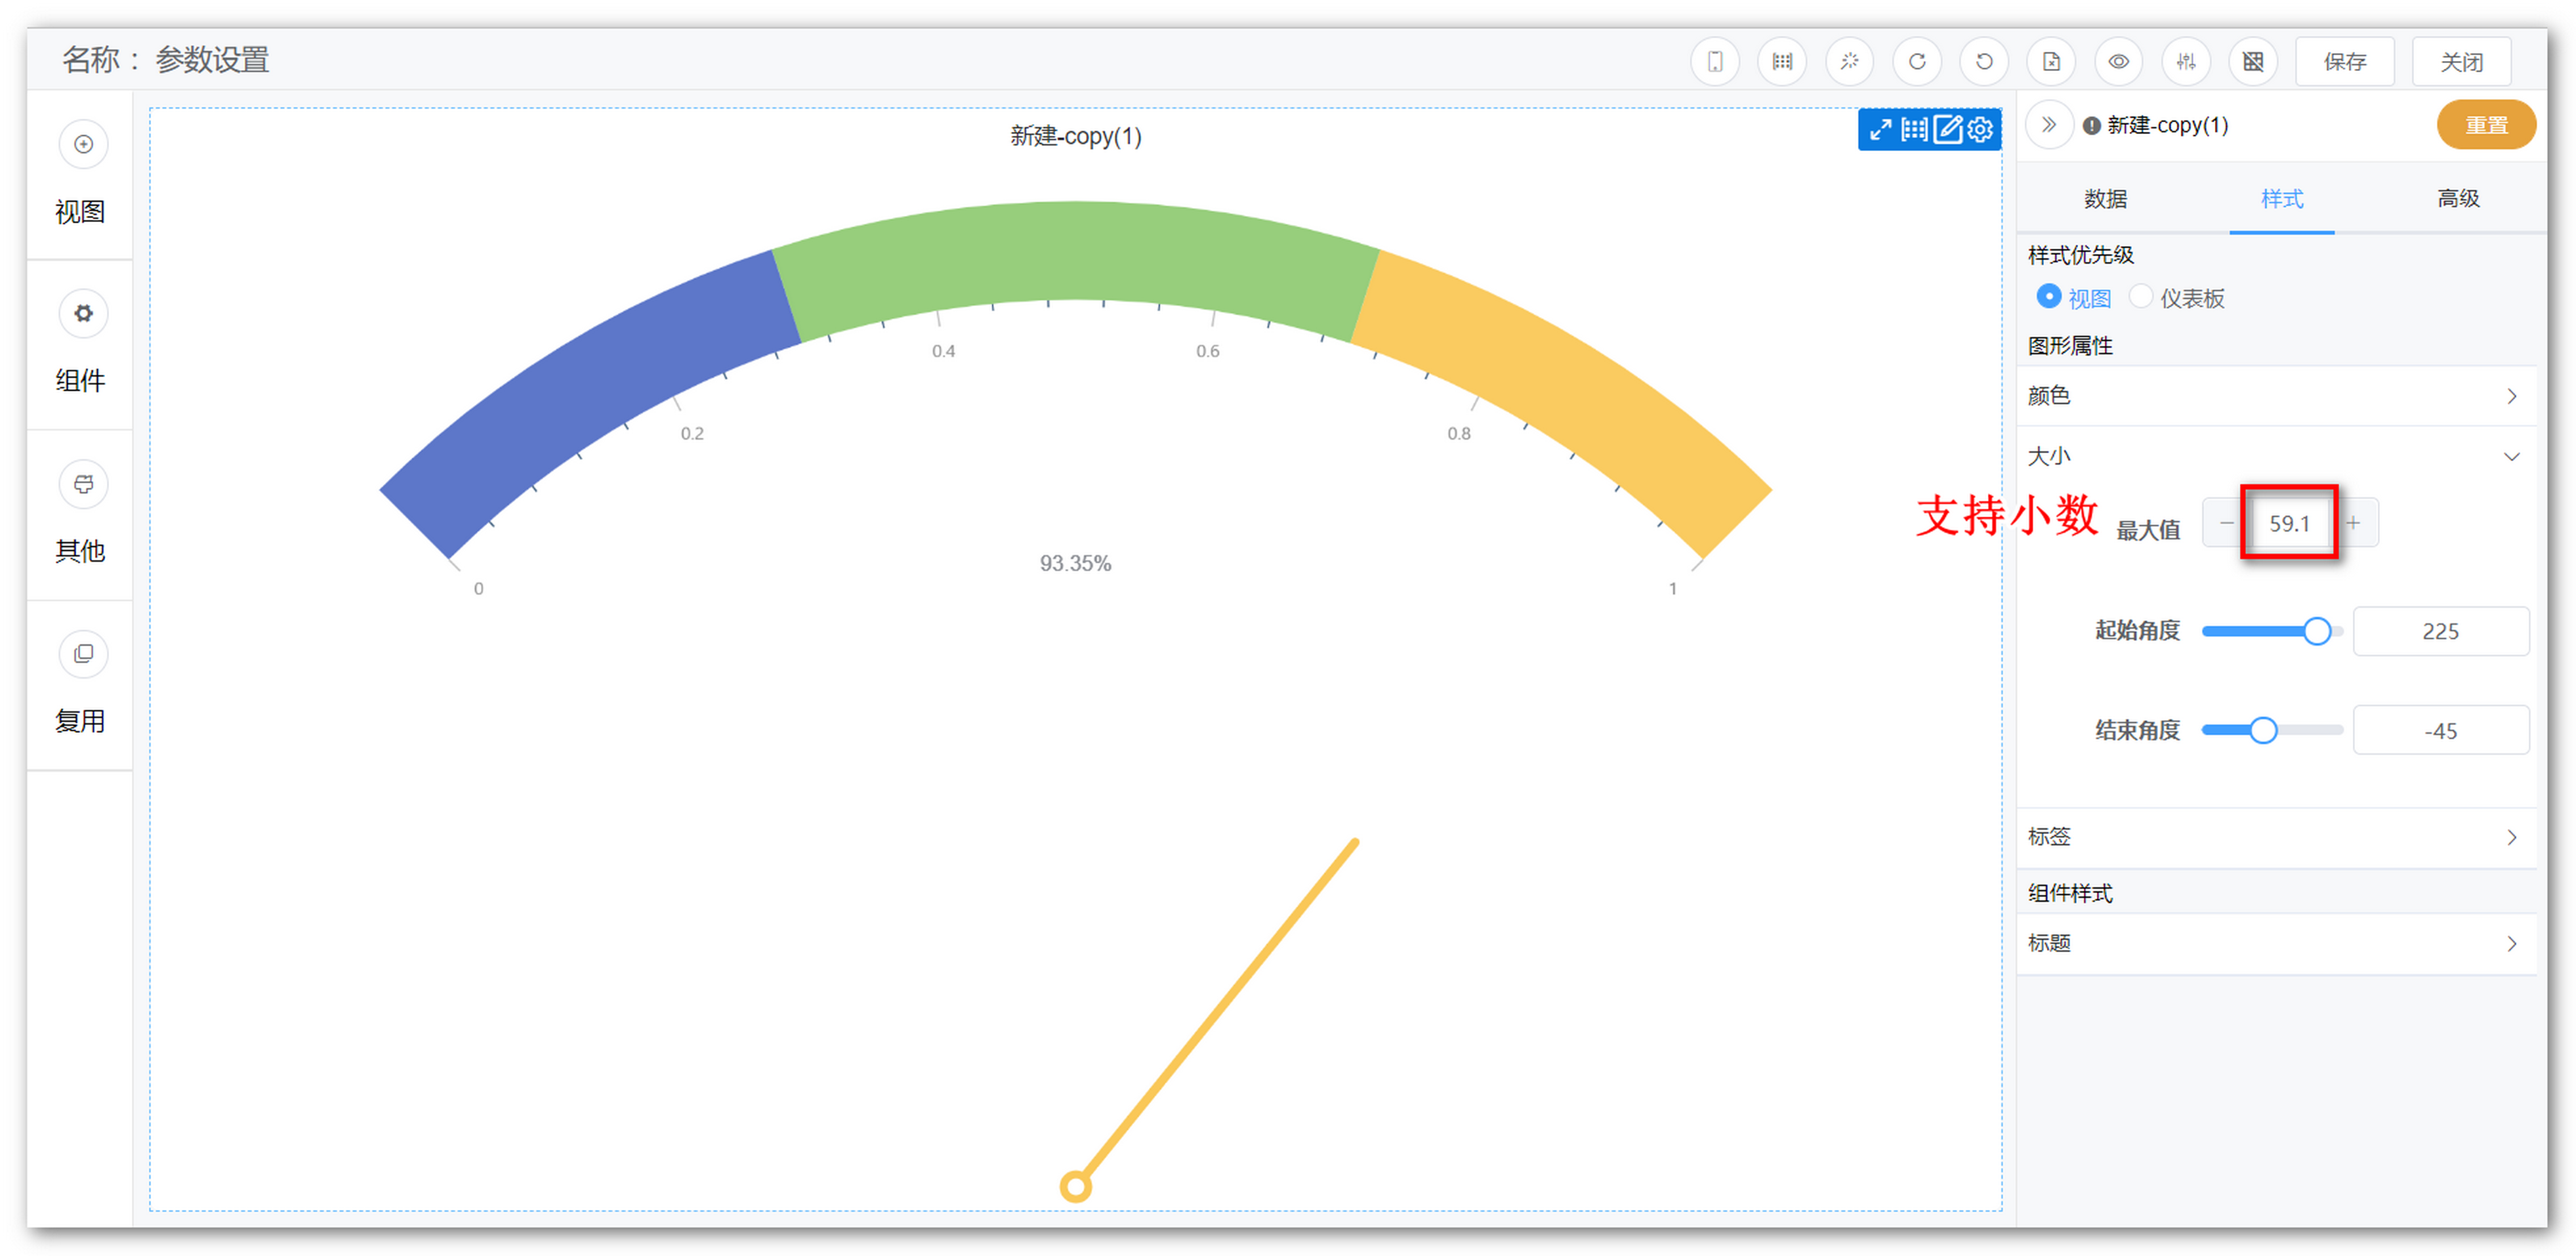 名称： 参数设置
保存
关闭
视图
组件
其他
复用
新建-copy(1)
0
0.2
0.4
0.6
0.8
1
93.35%
新建-copy(1)
重置
数据
样式
高级
样式优先级
视图
仪表板
图形属性
颜色
大小
支持小数
最大值
59.1
起始角度
225
结束角度
-45
标签
组件样式
标题